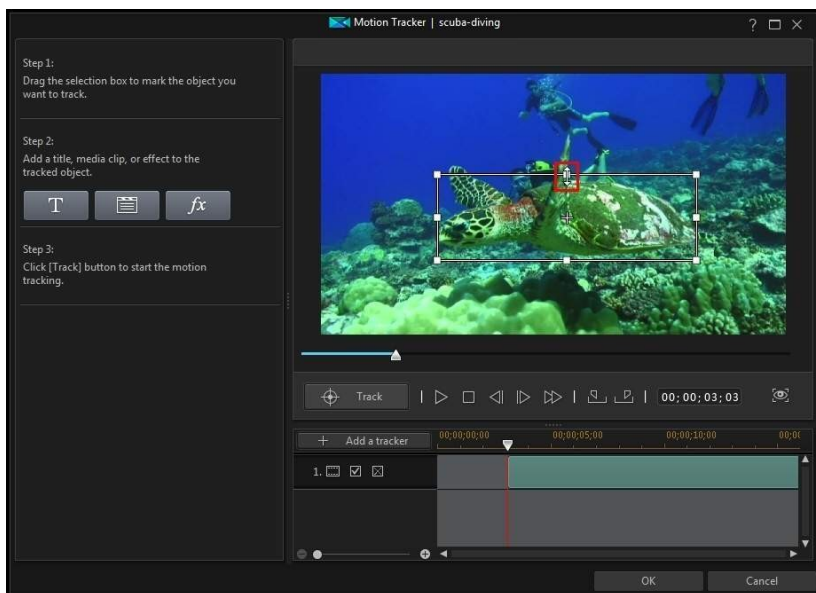 Motion Tracker | scuba-diving
Step 1:
Drag the selection box to mark the object you
want to track.
Step 2:
Add a title, media clip, or effect to the
tracked object.
T
fx
Step 3:
Click [Track] button to start the motion
tracking.
Track
00; 00; 03; 03
+ Add a tracker
00;00;00;00
00;00;05;00
00;00;10;00
1.
OK
Cancel